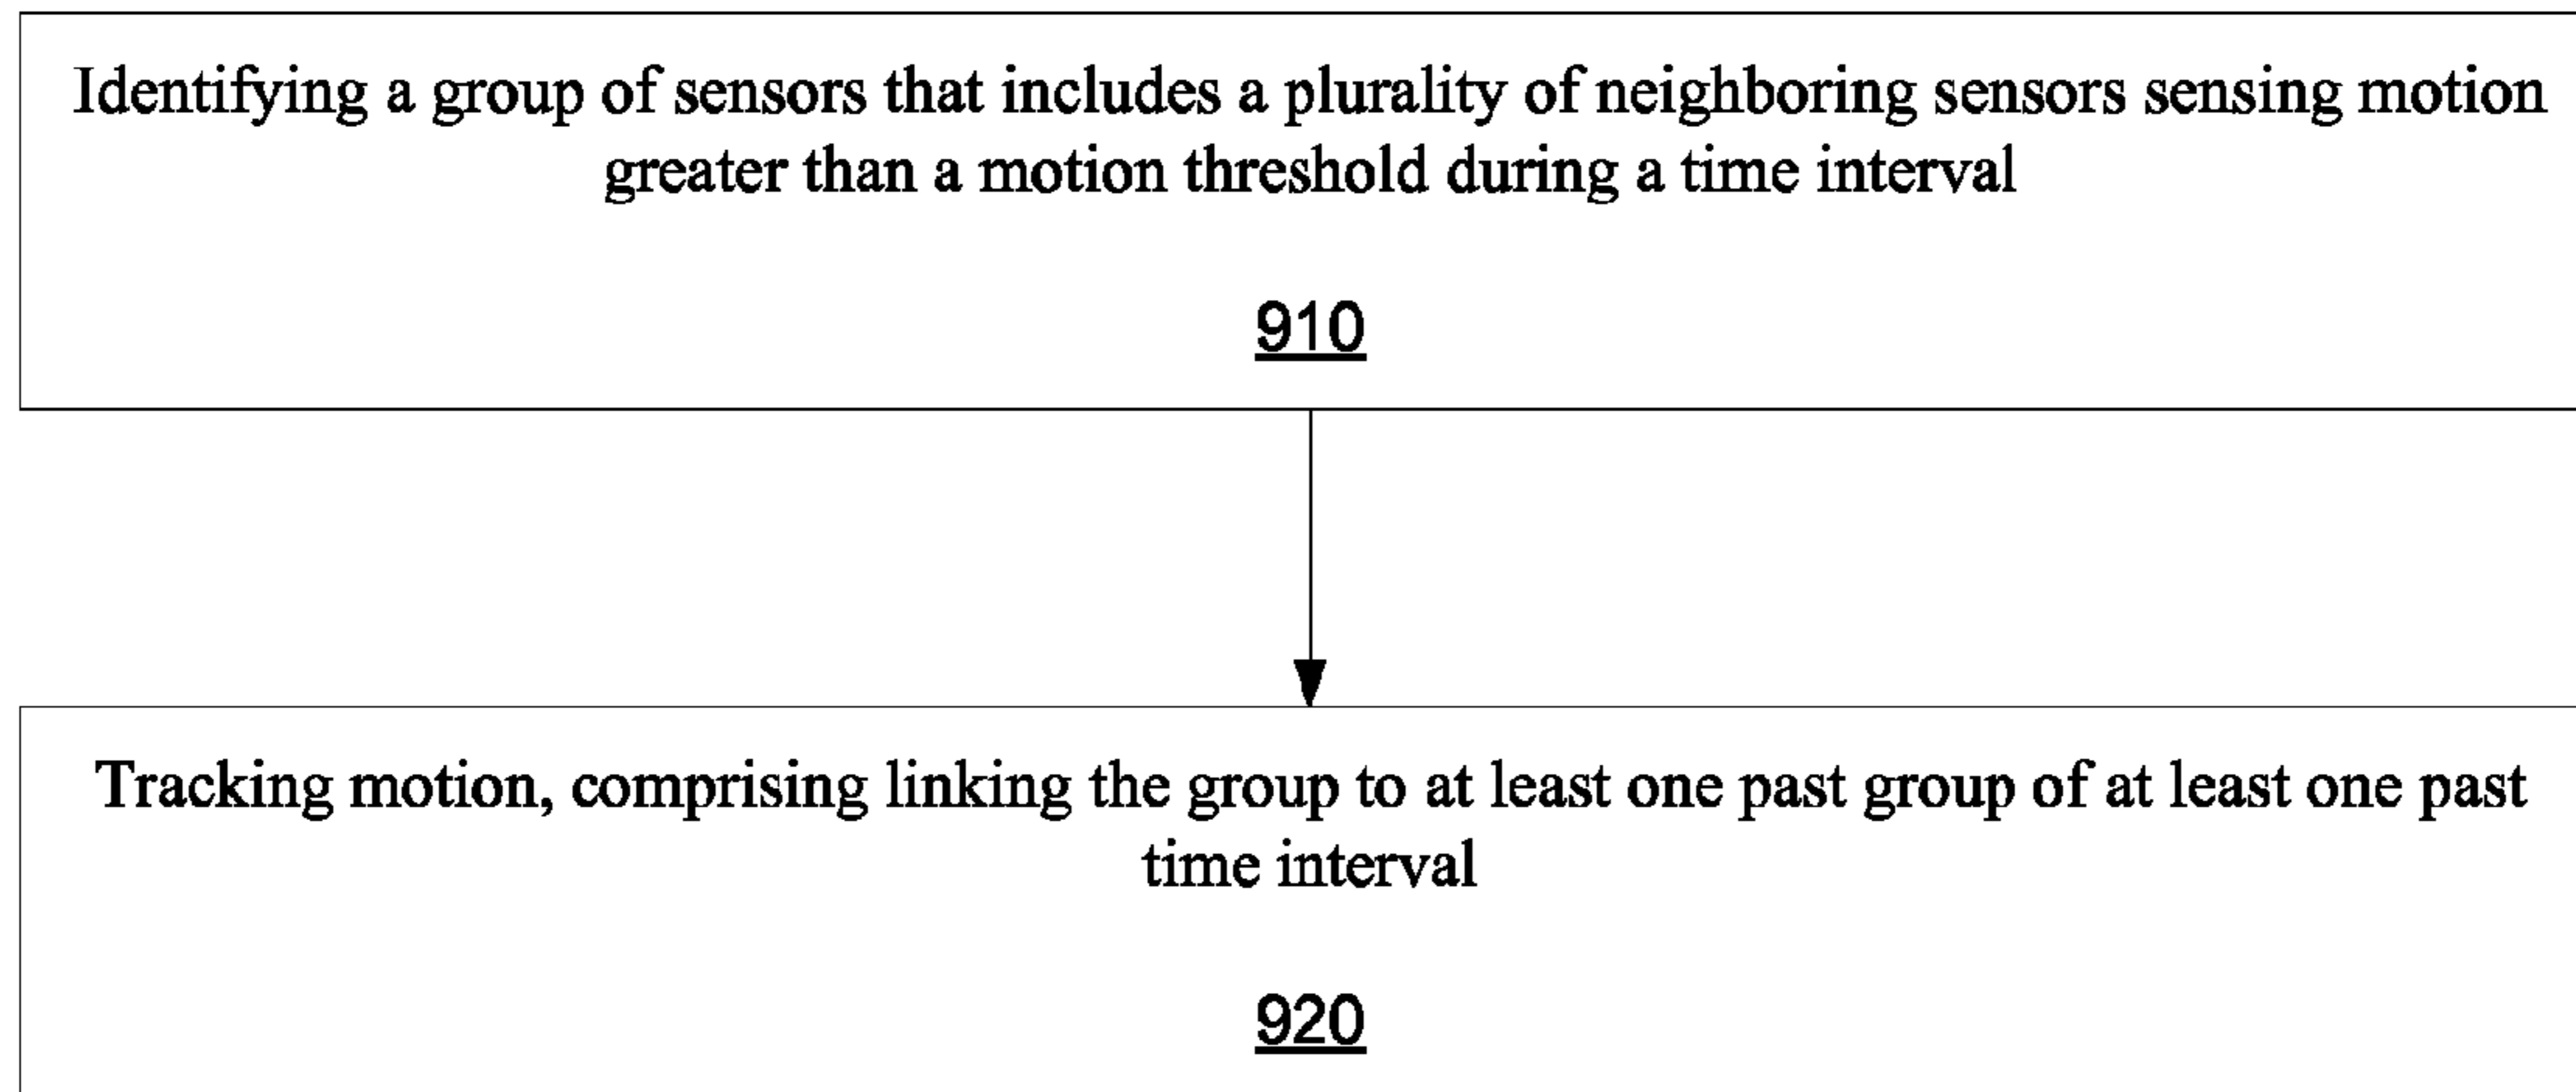 Identifying a group of sensors that includes a plurality of neighboring sensors sensing motion
greater than a motion threshold during a time interval
910
Tracking motion, comprising linking the group to at least one past group of at least one past
time interval
920